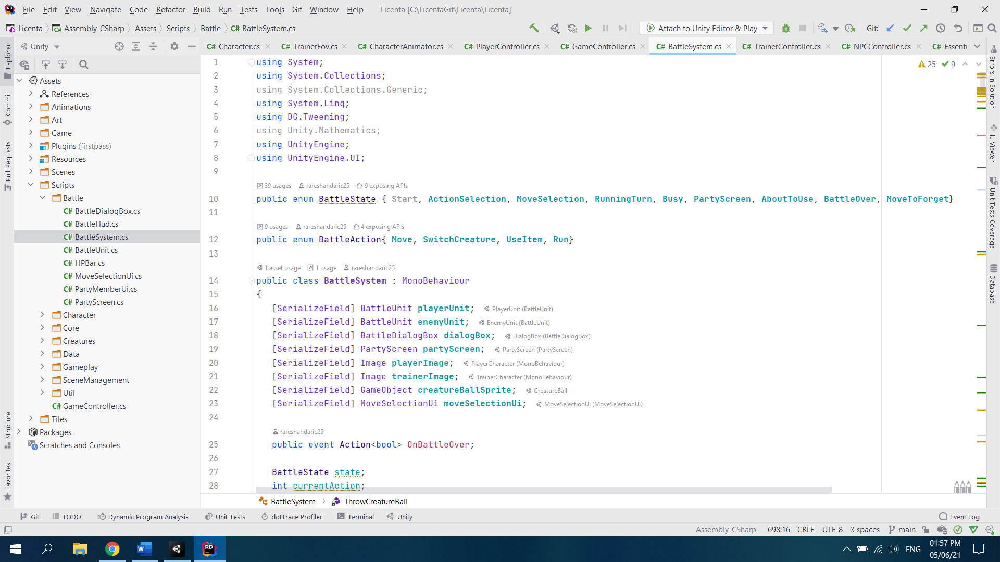 File Edit View Navigate Code Refactor Build Run Tests Tools Git Window Help Licenta [C:\LicentaGit\Licenta\Licenta]
Licenta Assembly-CSharp Assets Scripts Battle C# BattleSystem.cs Attach to Unity Editor & Play Git:
Unity
C# Character.cs C# TrainerFov.cs C# CharacterAnimator.cs C# PlayerController.cs C# GameController.cs C# BattleSystem.cs C# TrainerController.cs C# NPCController.cs C# Essenti
25 9
Explorer
Commit
Pull Requests
Structure
Favorites
Assets
References
Animations
Art
Game
Plugins (firstpass)
Resources
Scenes
Scripts
Battle
C# BattleDialogBox.cs
C# BattleHud.cs
C# BattleSystem.cs
C# BattleUnit.cs
C# HPBar.cs
C# MoveSelectionUi.cs
C# PartyMemberUi.cs
C# PartyScreen.cs
Character
Core
Creatures
Data
Gameplay
SceneManagement
Util
C# GameController.cs
Tiles
Packages
Scratches and Consoles
1 using System;
2 using System.Collections;
3 using System.Collections.Generic;
4 using System.Linq;
5 using DG.Tweening;
6 using Unity.Mathematics;
7 using UnityEngine;
8 using UnityEngine.UI;
9
39 usages rareshandaric25 9 exposing APIs
10 public enum BattleState { Start, ActionSelection, MoveSelection, RunningTurn, Busy, PartyScreen, AboutToUse, BattleOver, MoveToForget}
11
9 usages rareshandaric25 4 exposing APIs
12 public enum BattleAction{ Move, SwitchCreature, UseItem, Run}
13
1 asset usage 1 usage rareshandaric25
14 public class BattleSystem : MonoBehaviour
15 {
16 [SerializeField] BattleUnit playerUnit; PlayerUnit (BattleUnit)
17 [SerializeField] BattleUnit enemyUnit; EnemyUnit (BattleUnit)
18 [SerializeField] BattleDialogBox dialogBox; DialogBox (BattleDialogBox)
19 [SerializeField] PartyScreen partyScreen; PartyScreen (PartyScreen)
20 [SerializeField] Image playerImage; PlayerCharacter (MonoBehaviour)
21 [SerializeField] Image trainerImage; TrainerCharacter (MonoBehaviour)
22 [SerializeField] GameObject creatureBallSprite; CreatureBall
23 [SerializeField] MoveSelectionUi moveSelectionUi; MoveSelectionUi (MoveSelectionUi)
24
rareshandaric25
25 public event Action<bool> OnBattleOver;
26
27 BattleState state;
28 int currentAction;
Errors In Solution
IL Viewer
Unit Tests Coverage
Database
BattleSystem ThrowCreatureBall
Git TODO Dynamic Program Analysis Unit Tests dotTrace Profiler Terminal Unity Event Log
Assembly-CSharp 698:16 CRLF UTF-8 3 spaces main
ENG 01:57 PM
05/06/21